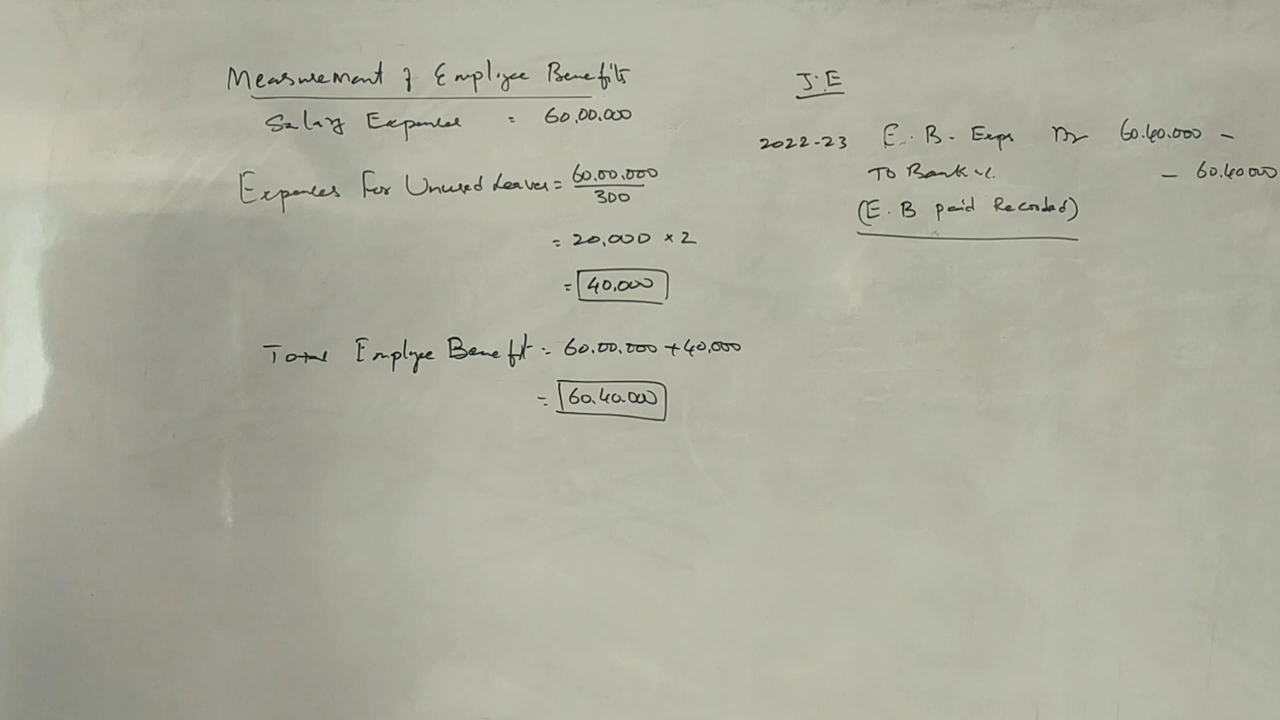 Measurement of Employee Benefits
Salary Expenses = 60,00,000
Expenses For Unused Leaves = 60,00,000
300
= 20,000 × 2
= 40,000
Total Employee Benefit = 60,00,000 + 40,000
= 60,40,000
J.E
2022-23 E. B. Exps Dr 60,40,000 -
To Bank a/c. - 60,40,000
(E. B paid Recorded)